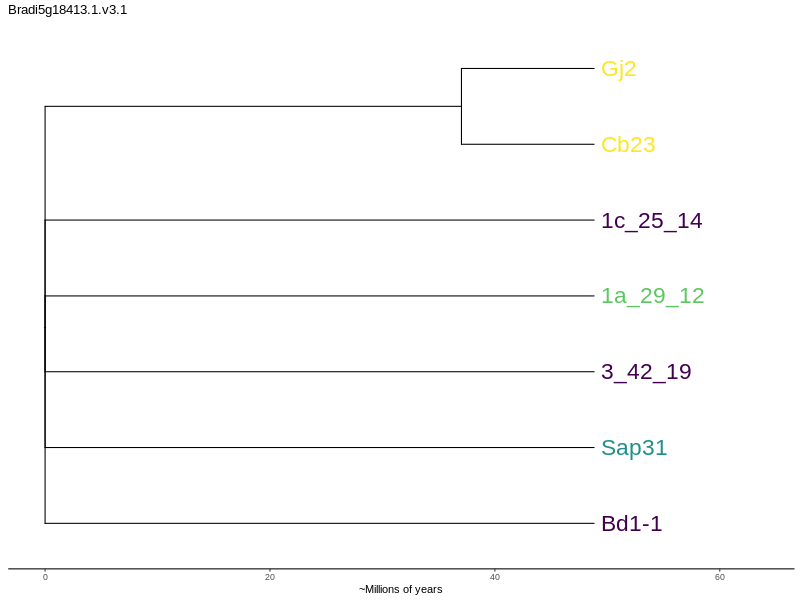 Bradi5g18413.1.v3.1
Gj2
Cb23
1c_25_14
1a_29_12
3_42_19
Sap31
Bd1-1
0 20 40 60
~Millions of years